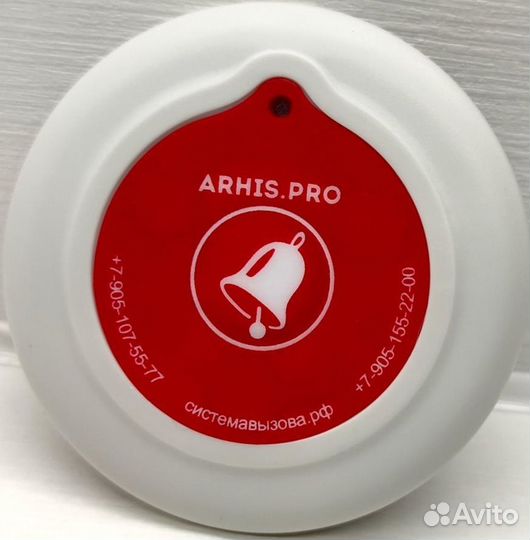 ARHIS.PRO
+7-905-107-55-77
+7-905-155-22-00
системавызова.рф
Avito